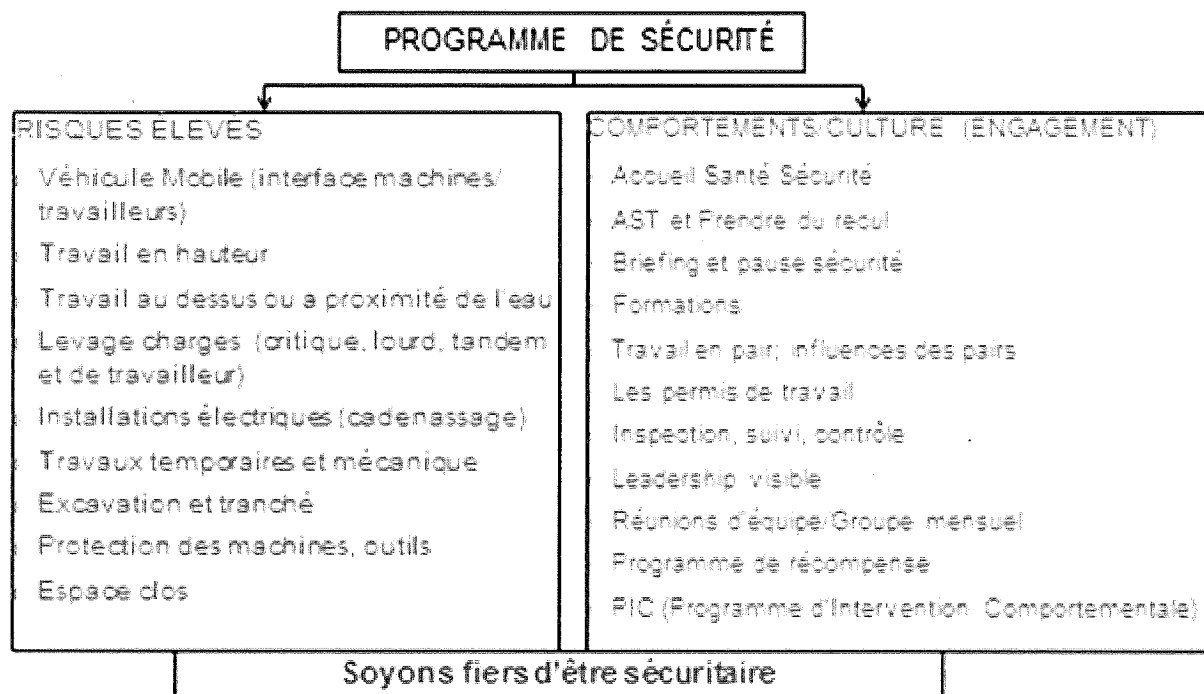 PROGRAMME DE SÉCURITÉ
RISQUES ÉLEVÉS
Véhicule Mobile (interface machines/
travailleurs)
Travail en hauteur
Travail au dessus ou a proximité de l'eau
Levage charges (critique, lourd, tandem
et de travailleur)
Installations électriques (cadenassage)
Travaux temporaires et mécanique
Excavation et tranché
Protection des machines, outils
Espace clos
COMPORTEMENTS/CULTURE (ENGAGEMENT)
Accueil Santé Sécurité
AST et Prendre du recul
Briefing et pause sécurité
Formations
Travail en pair; influences des pairs
Les permis de travail
Inspection, suivi, contrôle
Leadership visible
Réunions d'équipe/Groupe mensuel
Programme de récompense
PIC (Programme d'Intervention Comportementale)
Soyons fiers d'être sécuritaire